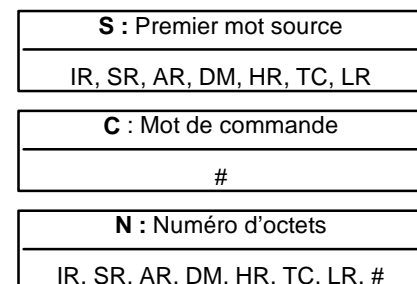 S : Premier mot source
IR, SR, AR, DM, HR, TC, LR
C : Mot de commande
#
N : Numéro d'octets
IR, SR, AR, DM, HR, TC, LR, #